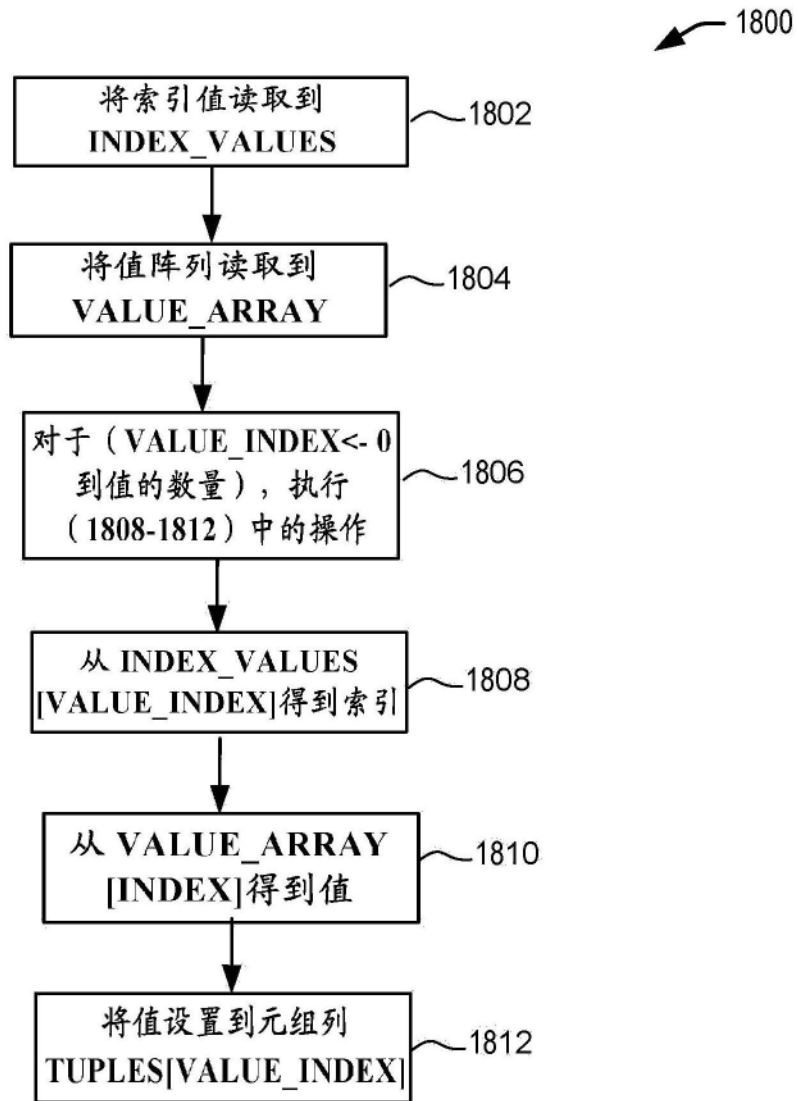 1800
将索引值读取到
INDEX_VALUES
1802
将值阵列读取到
VALUE_ARRAY
1804
对于（VALUE_INDEX<- 0
到值的数量），执行
（1808-1812）中的操作
1806
从 INDEX_VALUES
[VALUE_INDEX]得到索引
1808
从 VALUE_ARRAY
[INDEX]得到值
1810
将值设置到元组列
TUPLES[VALUE_INDEX]
1812